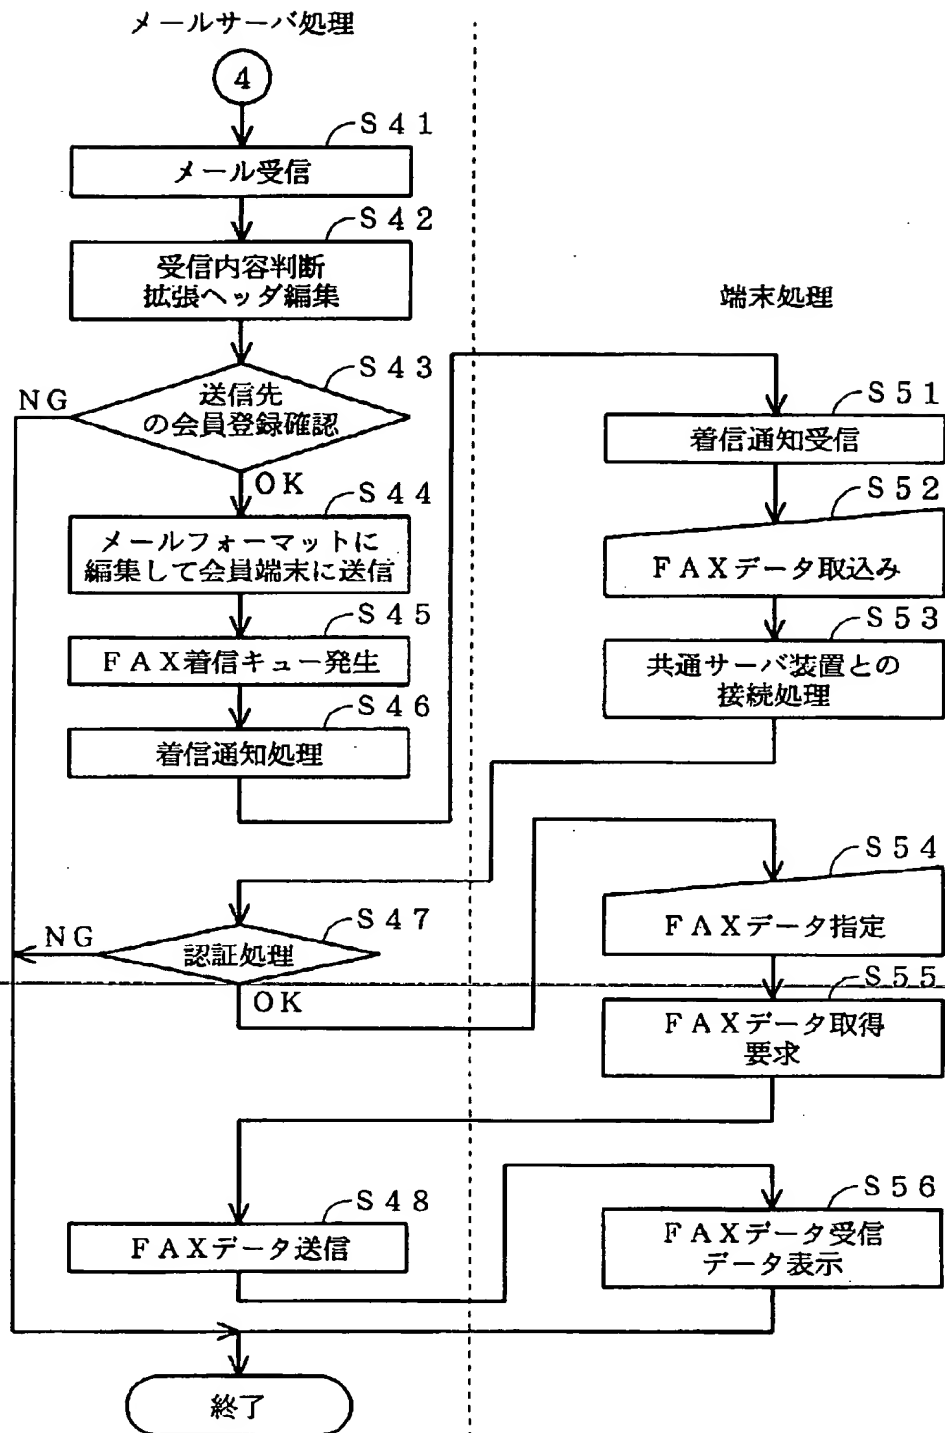 メールサーバ処理
4
S41
メール受信
S42
受信内容判断
拡張ヘッダ編集
S43
NG
送信先
の会員登録確認
OK
S44
メールフォーマットに
編集して会員端末に送信
S45
FAX着信キュー発生
S46
着信通知処理
端末処理
S51
着信通知受信
S52
FAXデータ取込み
S53
共通サーバ装置との
接続処理
S47
NG
認証処理
OK
S54
FAXデータ指定
S55
FAXデータ取得
要求
S48
FAXデータ送信
S56
FAXデータ受信
データ表示
終了